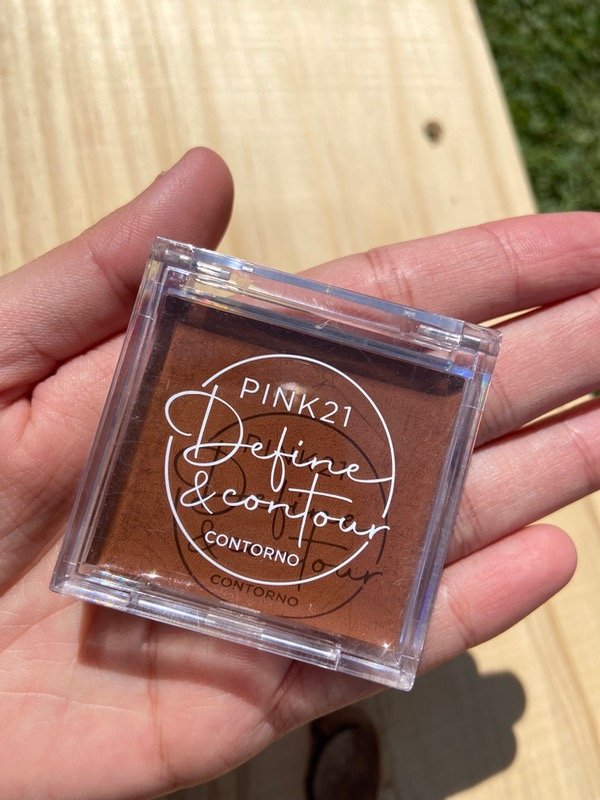 PINK21
Define
& contour
CONTORNO